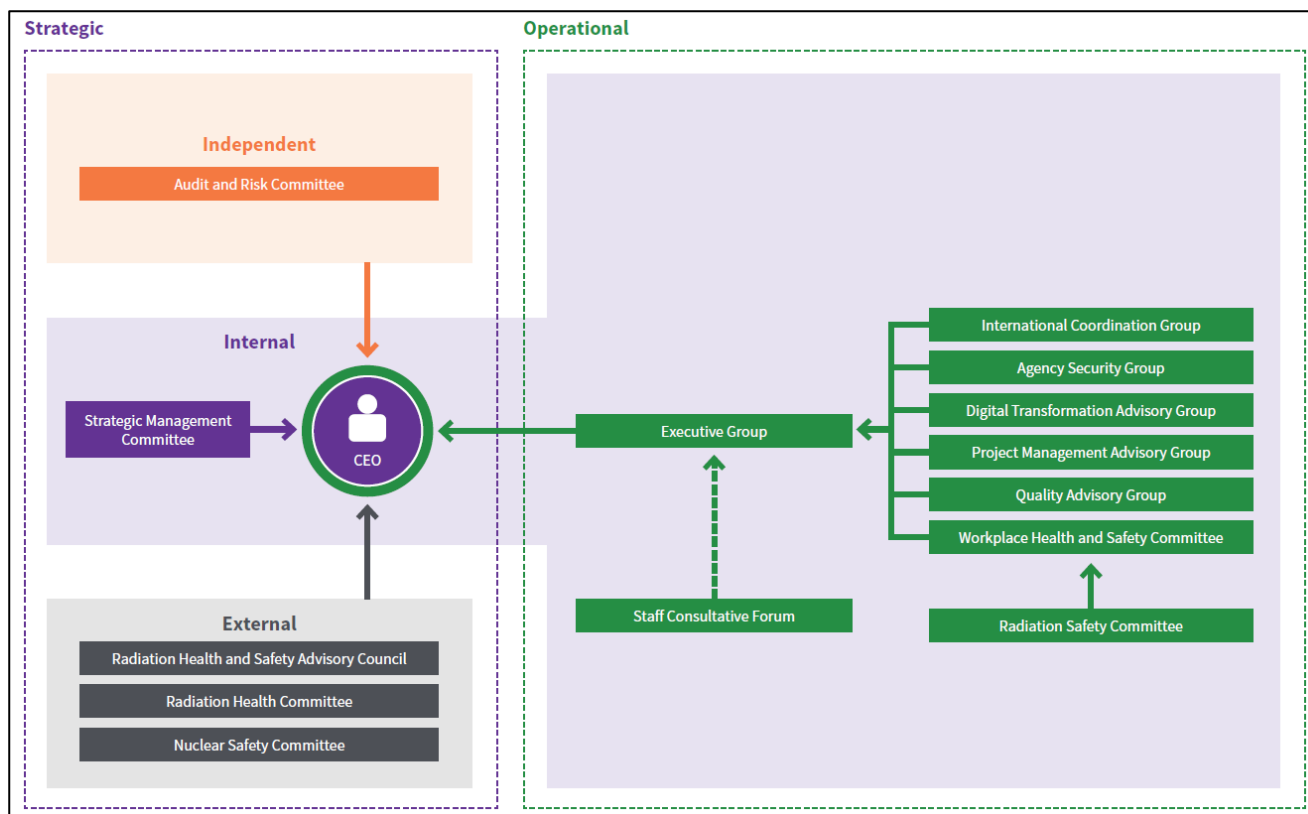 Strategic
Operational
Independent
Audit and Risk Committee
Internal
Strategic Management
Committee
CEO
External
Radiation Health and Safety Advisory Council
Radiation Health Committee
Nuclear Safety Committee
Executive Group
Staff Consultative Forum
International Coordination Group
Agency Security Group
Digital Transformation Advisory Group
Project Management Advisory Group
Quality Advisory Group
Workplace Health and Safety Committee
Radiation Safety Committee